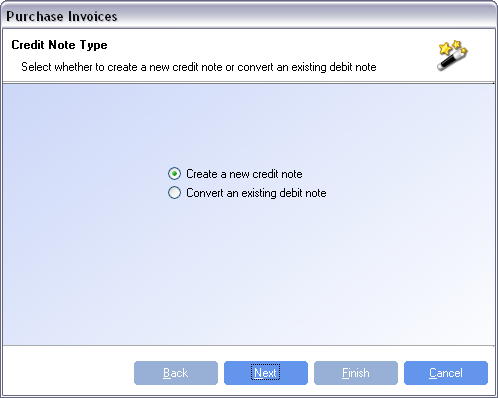 Purchase Invoices
Credit Note Type
Select whether to create a new credit note or convert an existing debit note
Create a new credit note
Convert an existing debit note
Back Next Finish Cancel